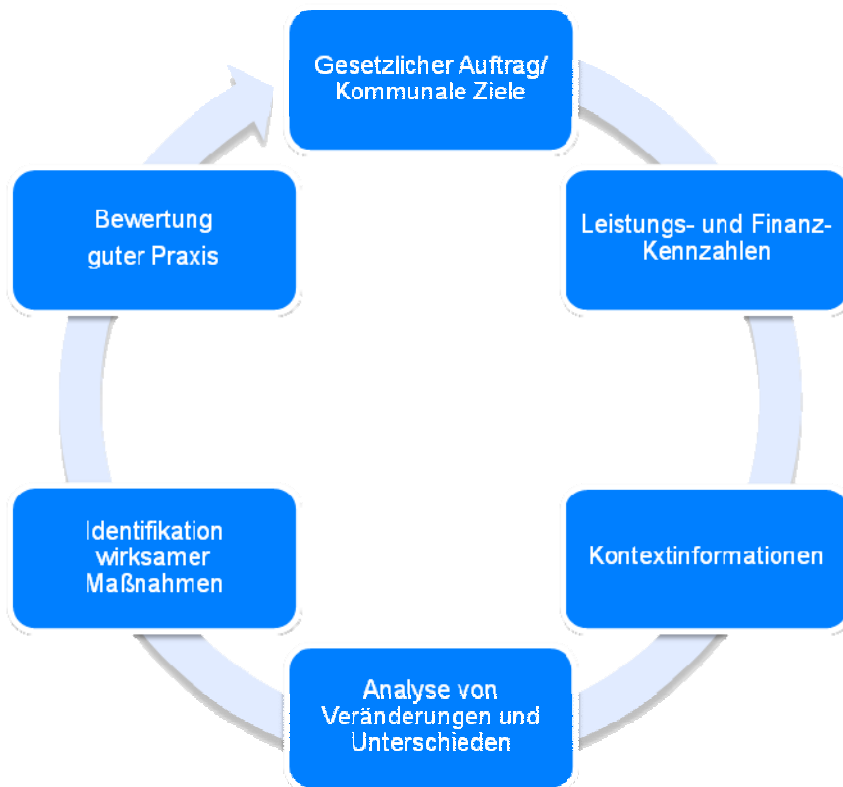 Gesetzlicher Auftrag/
Kommunale Ziele
Leistungs- und Finanz-
Kennzahlen
Kontextinformationen
Analyse von
Veränderungen und
Unterschieden
Identifikation
wirksamer
Maßnahmen
Bewertung
guter Praxis